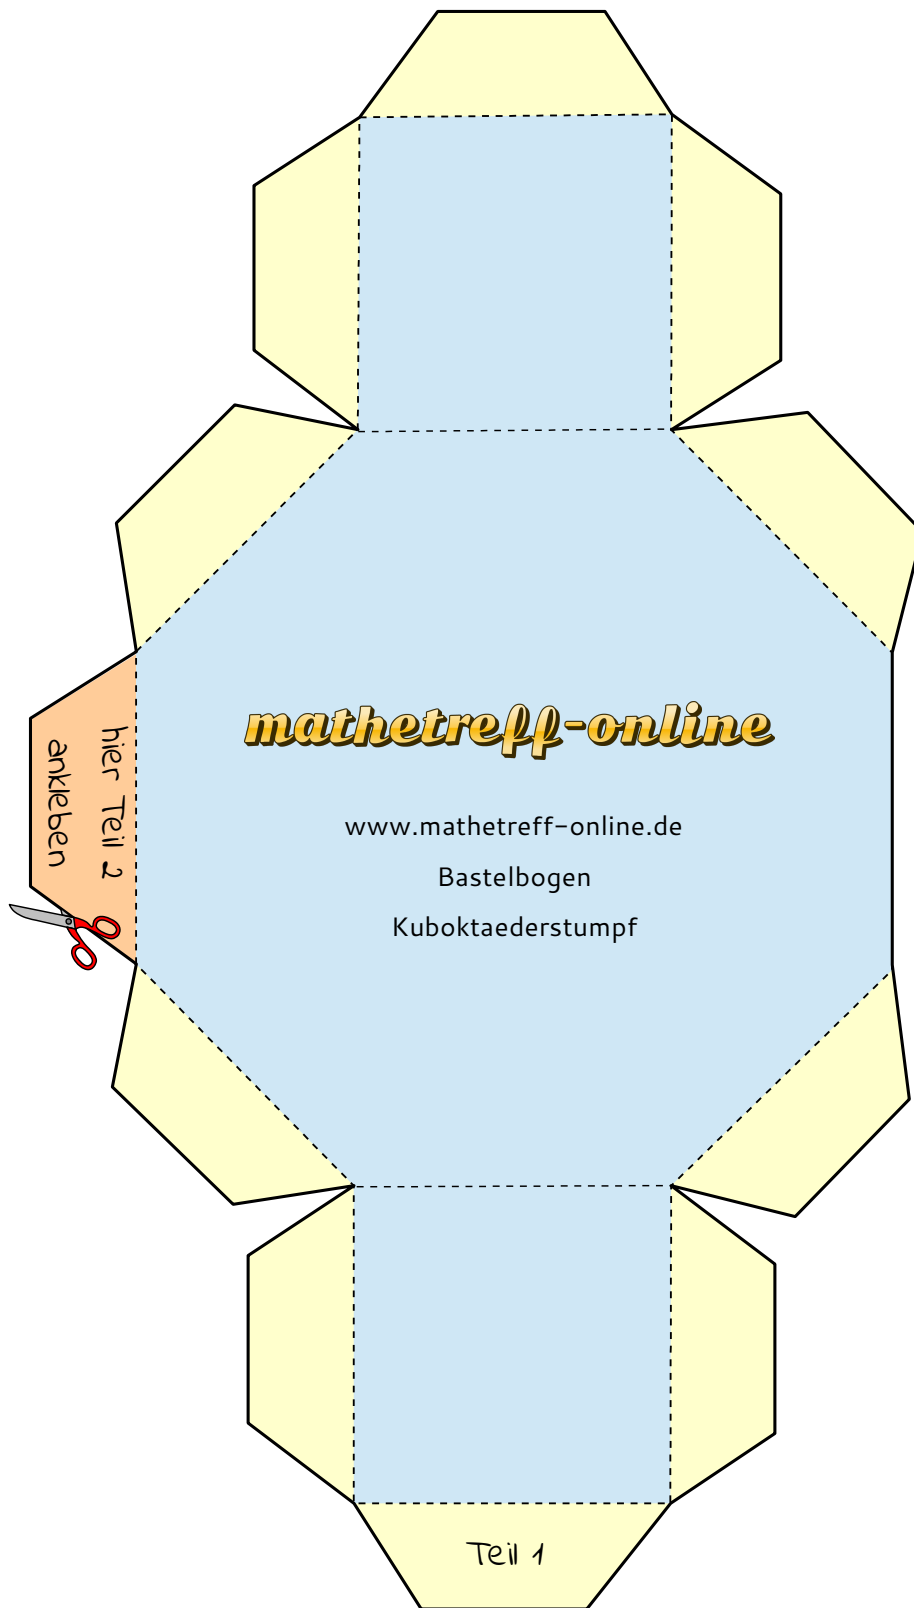 mathetreff-online
www.mathetreff-online.de
Bastelbogen
Kuboktaederstumpf
hier Teil 2
ankleben
Teil 1